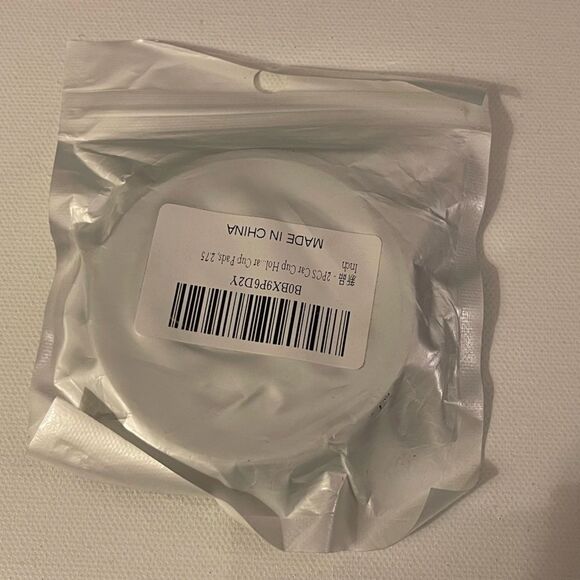 B0BX9P6D2Y
新品 - 2PCS Car Cup Hol...ar Cup Pads, 2.75
Inch
MADE IN CHINA